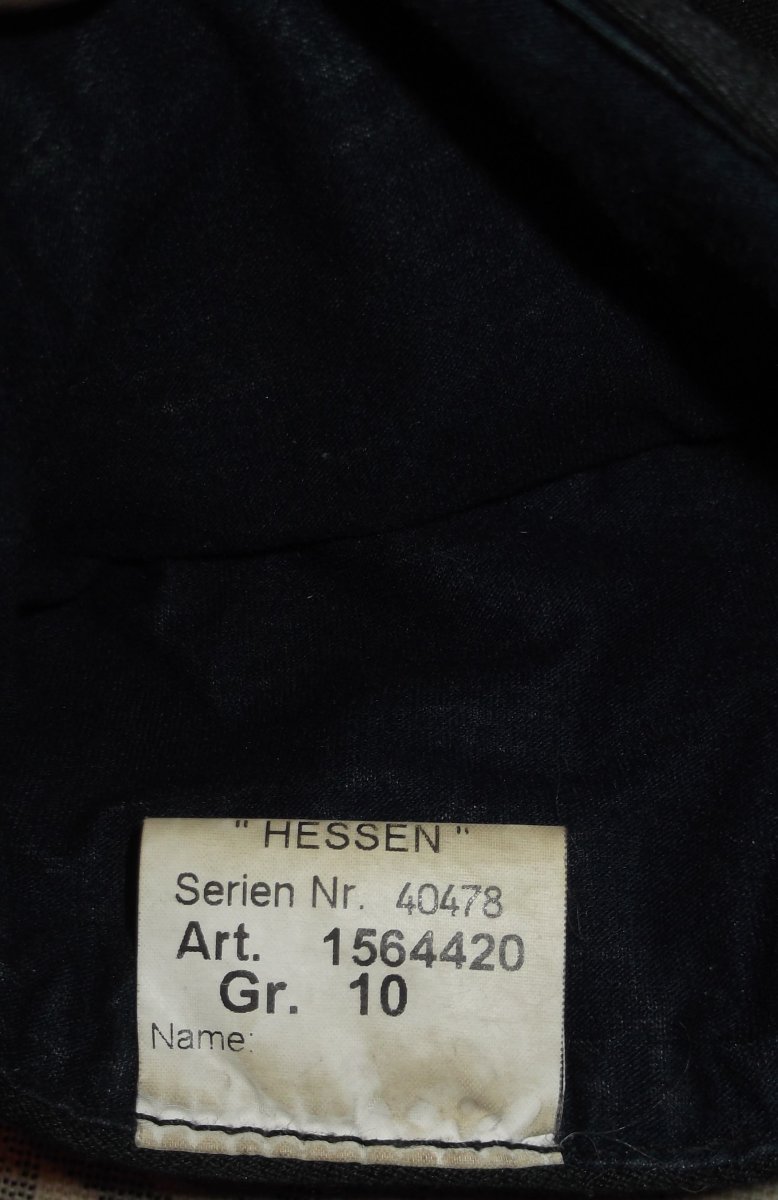 " HESSEN "
Serien Nr. 40478
Art. 1564420
Gr. 10
Name: